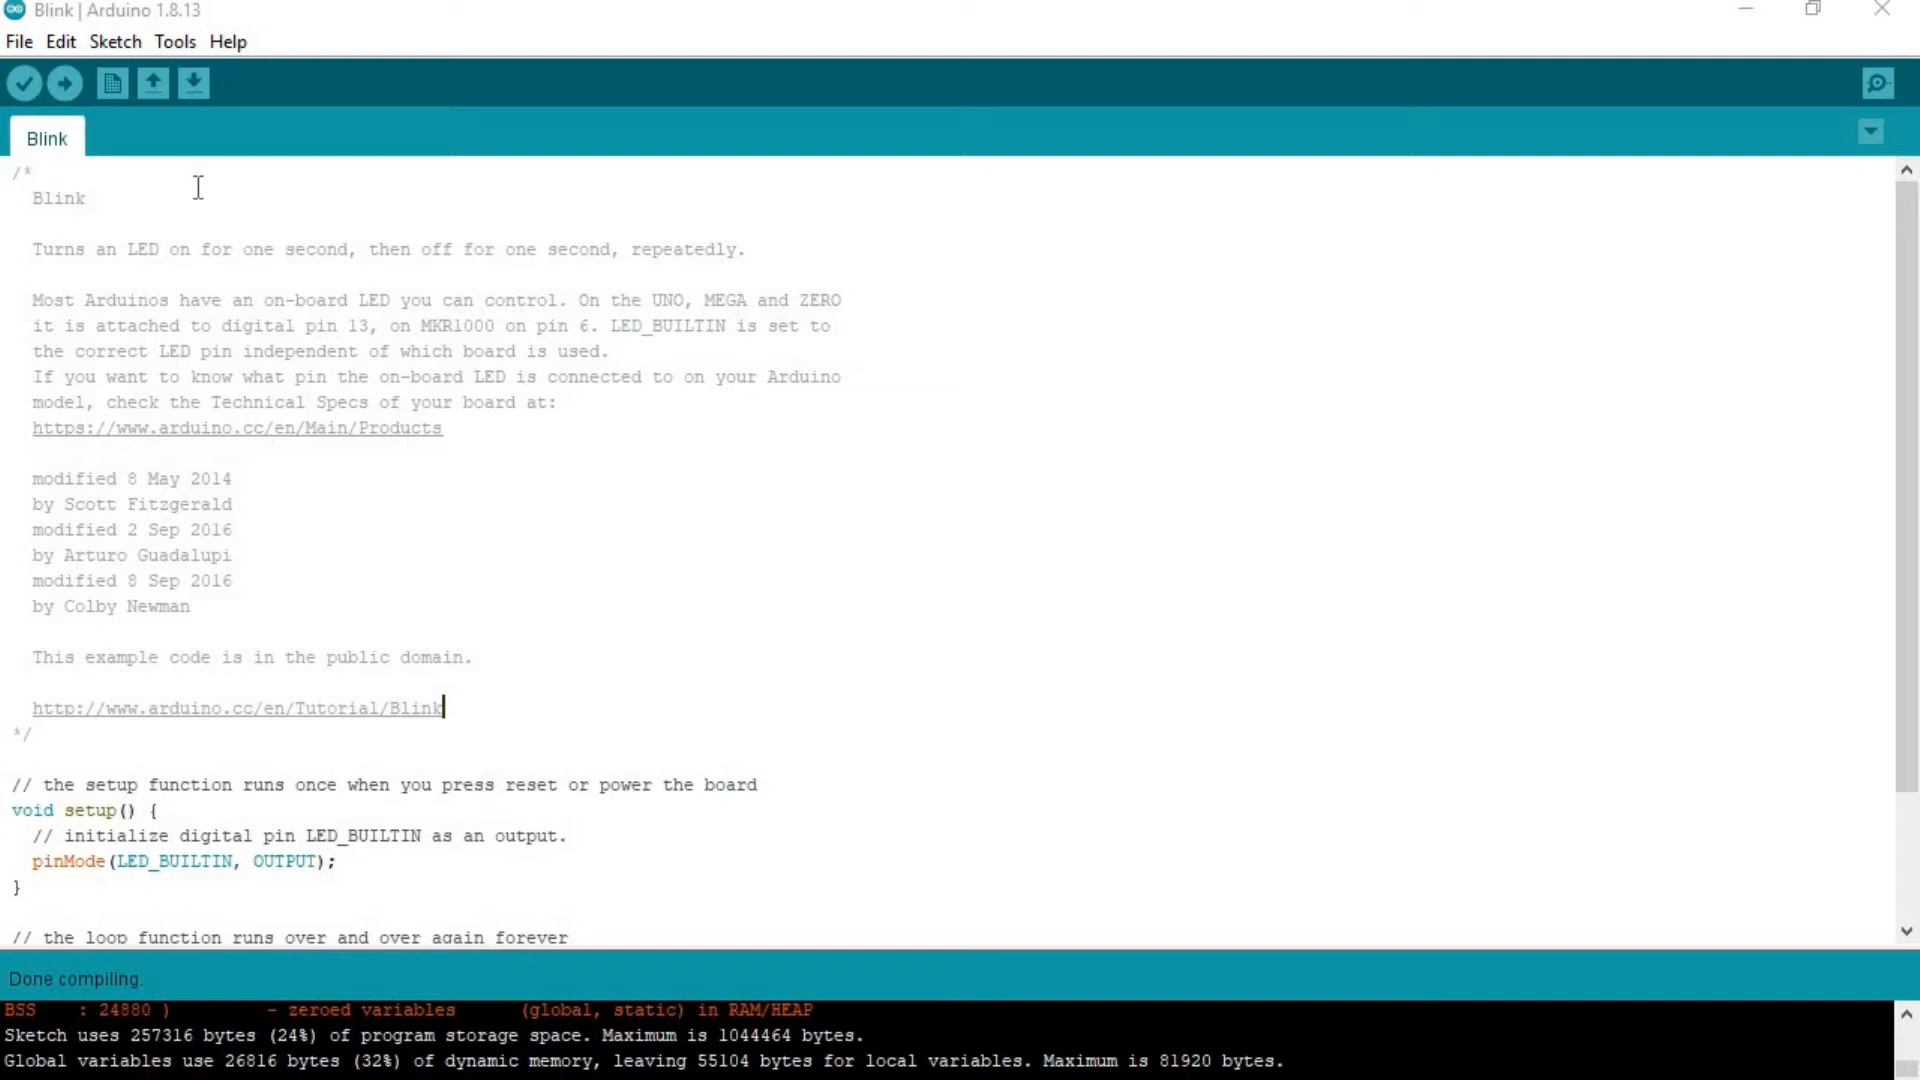 Blink | Arduino 1.8.13
File Edit Sketch Tools Help
Blink
/*
Blink
Turns an LED on for one second, then off for one second, repeatedly.
Most Arduinos have an on-board LED you can control. On the UNO, MEGA and ZERO
it is attached to digital pin 13, on MKR1000 on pin 6. LED_BUILTIN is set to
the correct LED pin independent of which board is used.
If you want to know what pin the on-board LED is connected to on your Arduino
model, check the Technical Specs of your board at:
https://www.arduino.cc/en/Main/Products
modified 8 May 2014
by Scott Fitzgerald
modified 2 Sep 2016
by Arturo Guadalupi
modified 8 Sep 2016
by Colby Newman
This example code is in the public domain.
http://www.arduino.cc/en/Tutorial/Blink
*/
// the setup function runs once when you press reset or power the board
void setup() {
// initialize digital pin LED_BUILTIN as an output.
pinMode(LED_BUILTIN, OUTPUT);
}
// the loop function runs over and over again forever
Done compiling.
BSS : 24880 ) - zeroed variables (global, static) in RAM/HEAP
Sketch uses 257316 bytes (24%) of program storage space. Maximum is 1044464 bytes.
Global variables use 26816 bytes (32%) of dynamic memory, leaving 55104 bytes for local variables. Maximum is 81920 bytes.